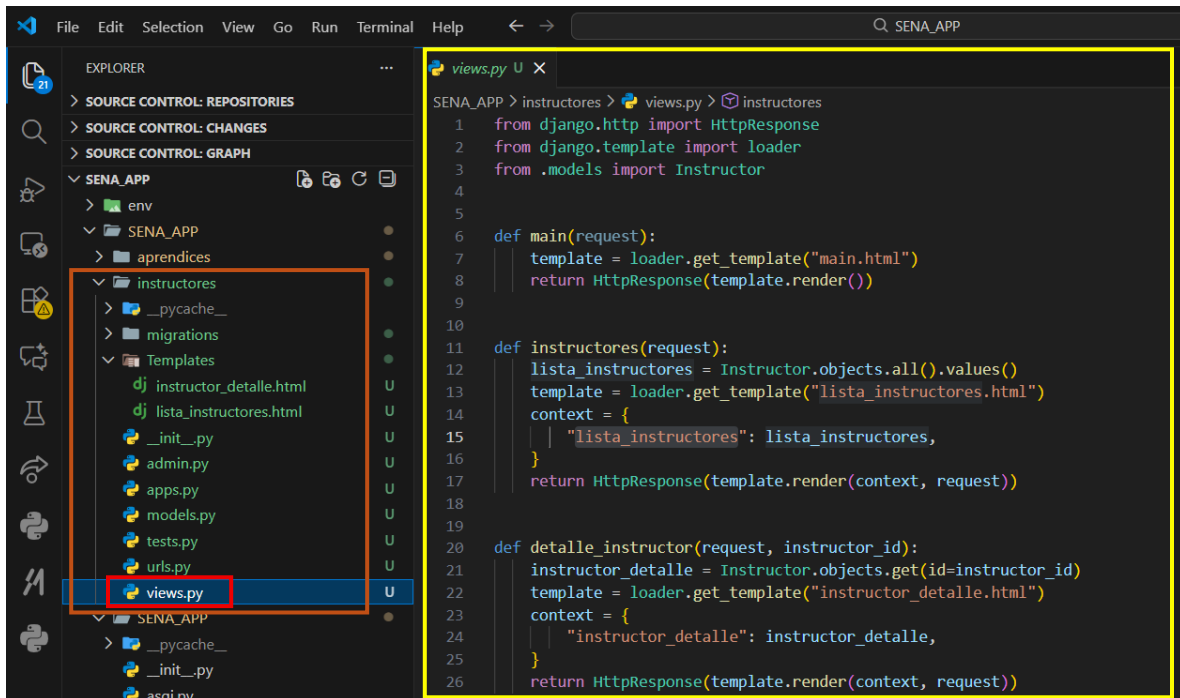 File Edit Selection View Go Run Terminal Help
SENA_APP
21
EXPLORER
SOURCE CONTROL: REPOSITORIES
SOURCE CONTROL: CHANGES
SOURCE CONTROL: GRAPH
SENA_APP
env
SENA_APP
aprendices
instructores
__pycache__
migrations
Templates
dj instructor_detalle.html U
dj lista_instructores.html U
__init__.py U
admin.py U
apps.py U
models.py U
tests.py U
urls.py U
views.py U
SENA_APP
__pycache__
__init__.py
asgi.py
views.py U
SENA_APP > instructores > views.py > instructores
1 from django.http import HttpResponse
2 from django.template import loader
3 from .models import Instructor
4
5
6 def main(request):
7     template = loader.get_template("main.html")
8     return HttpResponse(template.render())
9
10
11 def instructores(request):
12     lista_instructores = Instructor.objects.all().values()
13     template = loader.get_template("lista_instructores.html")
14     context = {
15         "lista_instructores": lista_instructores,
16     }
17     return HttpResponse(template.render(context, request))
18
19
20 def detalle_instructor(request, instructor_id):
21     instructor_detalle = Instructor.objects.get(id=instructor_id)
22     template = loader.get_template("instructor_detalle.html")
23     context = {
24         "instructor_detalle": instructor_detalle,
25     }
26     return HttpResponse(template.render(context, request))